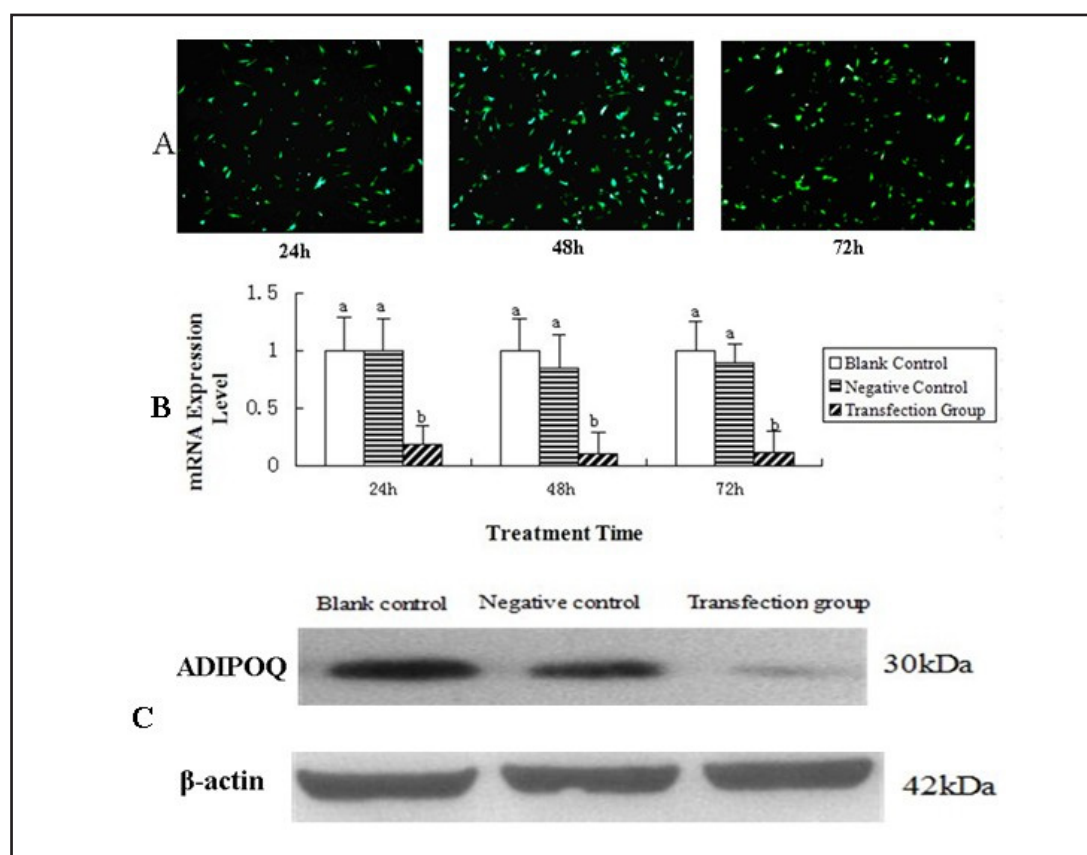 A
24h
48h
72h
B
mRNA Expression
Level
1.5
1
0.5
0
a
a
b
a
a
b
a
a
b
24h
48h
72h
Treatment Time
Blank Control
Negative Control
Transfection Group
C
Blank control
Negative control
Transfection group
ADIPOQ
30kDa
β-actin
42kDa